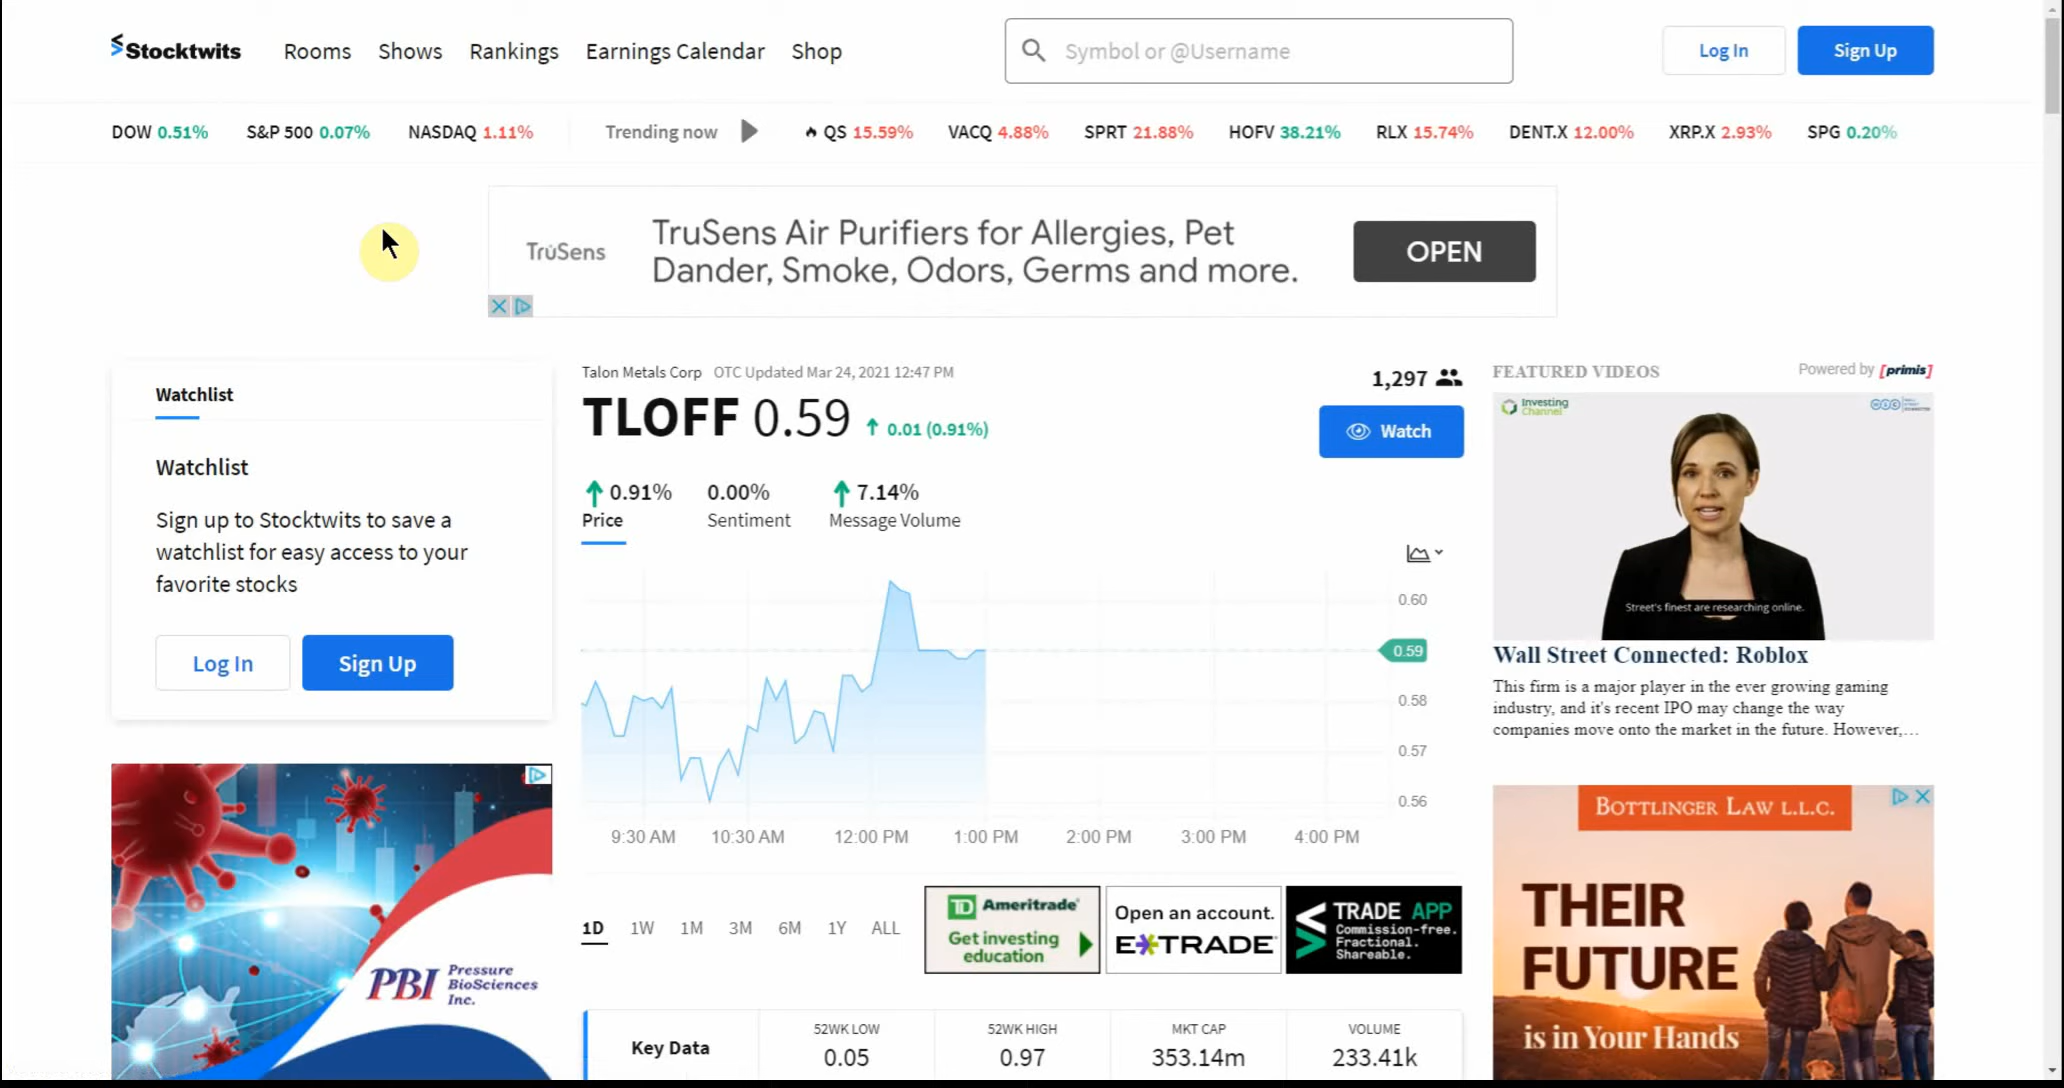 Stocktwits
Rooms Shows Rankings Earnings Calendar Shop
Symbol or @Username
Log In
Sign Up
DOW 0.51% S&P 500 0.07% NASDAQ 1.11% Trending now QS 15.59% VACQ 4.88% SPRT 21.88% HOFV 38.21% RLX 15.74% DENT.X 12.00% XRP.X 2.93% SPG 0.20%
TruSens
TruSens Air Purifiers for Allergies, Pet
Dander, Smoke, Odors, Germs and more.
OPEN
Watchlist
Watchlist
Sign up to Stocktwits to save a
watchlist for easy access to your
favorite stocks
Log In
Sign Up
PBI
Pressure
BioSciences
Inc.
Talon Metals Corp OTC Updated Mar 24, 2021 12:47 PM
TLOFF 0.59 0.01 (0.91%)
1,297
Watch
0.91% 0.00% 7.14%
Price Sentiment Message Volume
0.60
0.59
0.58
0.57
0.56
9:30 AM 10:30 AM 12:00 PM 1:00 PM 2:00 PM 3:00 PM 4:00 PM
1D 1W 1M 3M 6M 1Y ALL
TD Ameritrade
Get investing
education
Open an account.
E*TRADE
TRADE APP
Commission-free.
Fractional.
Shareable.
Key Data
52WK LOW 52WK HIGH MKT CAP VOLUME
0.05 0.97 353.14m 233.41k
FEATURED VIDEOS
Powered by [primis]
Investing
Channel
Street's finest are researching online.
Wall Street Connected: Roblox
This firm is a major player in the ever growing gaming
industry, and it's recent IPO may change the way
companies move onto the market in the future. However,...
BOTTLINGER LAW L.L.C.
THEIR
FUTURE
is in Your Hands